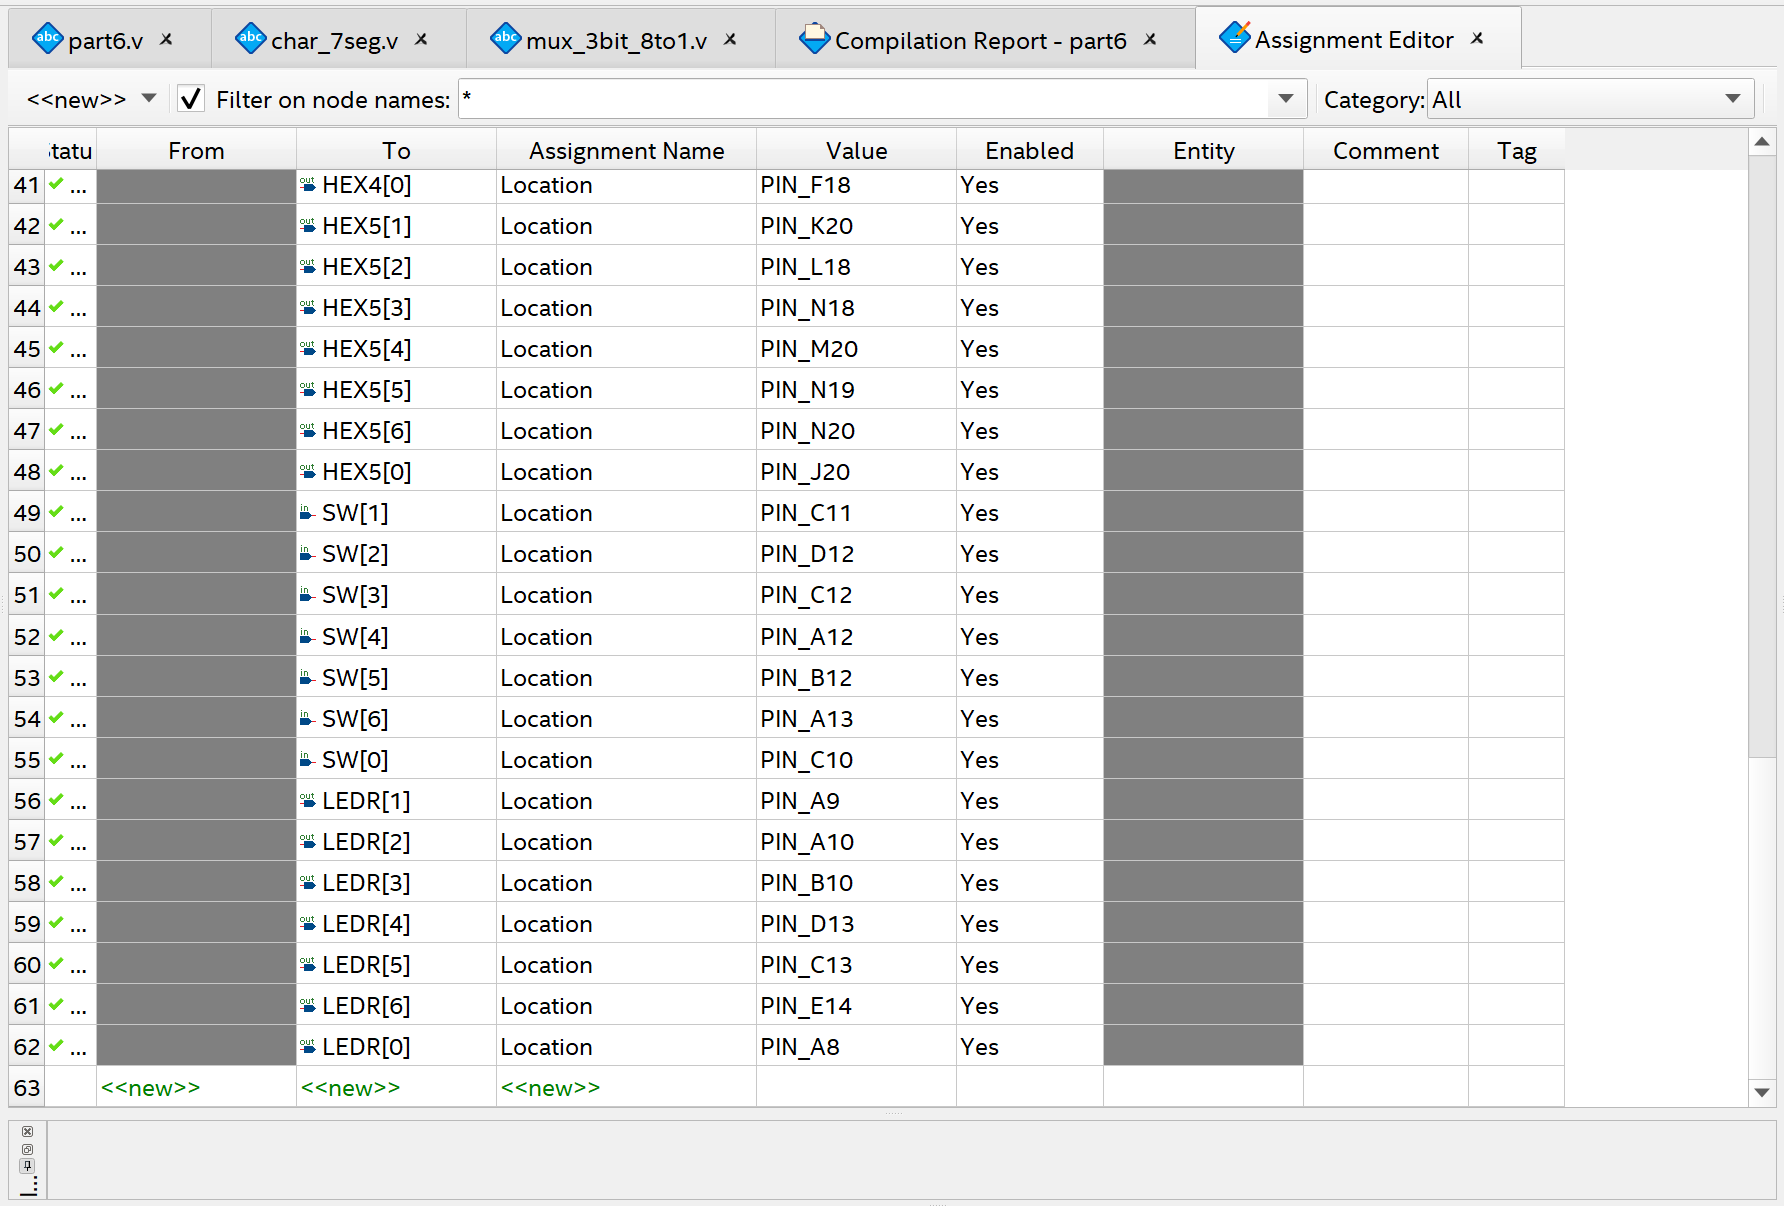 part6.v char_7seg.v mux_3bit_8to1.v Compilation Report - part6 Assignment Editor
<<new>> Filter on node names: * Category: All
tatu From To Assignment Name Value Enabled Entity Comment Tag
41 ... out HEX4[0] Location PIN_F18 Yes
42 ... out HEX5[1] Location PIN_K20 Yes
43 ... out HEX5[2] Location PIN_L18 Yes
44 ... out HEX5[3] Location PIN_N18 Yes
45 ... out HEX5[4] Location PIN_M20 Yes
46 ... out HEX5[5] Location PIN_N19 Yes
47 ... out HEX5[6] Location PIN_N20 Yes
48 ... out HEX5[0] Location PIN_J20 Yes
49 ... in SW[1] Location PIN_C11 Yes
50 ... in SW[2] Location PIN_D12 Yes
51 ... in SW[3] Location PIN_C12 Yes
52 ... in SW[4] Location PIN_A12 Yes
53 ... in SW[5] Location PIN_B12 Yes
54 ... in SW[6] Location PIN_A13 Yes
55 ... in SW[0] Location PIN_C10 Yes
56 ... out LEDR[1] Location PIN_A9 Yes
57 ... out LEDR[2] Location PIN_A10 Yes
58 ... out LEDR[3] Location PIN_B10 Yes
59 ... out LEDR[4] Location PIN_D13 Yes
60 ... out LEDR[5] Location PIN_C13 Yes
61 ... out LEDR[6] Location PIN_E14 Yes
62 ... out LEDR[0] Location PIN_A8 Yes
63 <<new>> <<new>> <<new>>